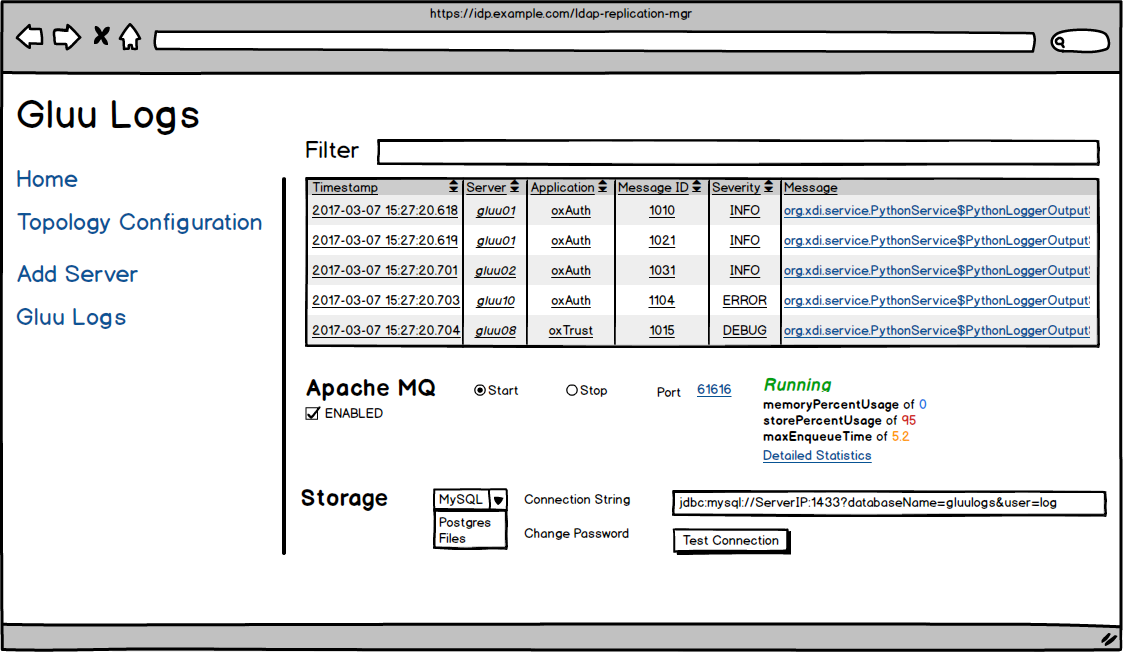 https://idp.example.com/ldap-replication-mgr
Gluu Logs
Home
Topology Configuration
Add Server
Gluu Logs
Filter
Timestamp Server Application Message ID Severity Message
2017-03-07 15:27:20.618 gluu01 oxAuth 1010 INFO org.xdi.service.PythonService$PythonLoggerOutput
2017-03-07 15:27:20.619 gluu01 oxAuth 1021 INFO org.xdi.service.PythonService$PythonLoggerOutput
2017-03-07 15:27:20.701 gluu02 oxAuth 1031 INFO org.xdi.service.PythonService$PythonLoggerOutput
2017-03-07 15:27:20.703 gluu10 oxAuth 1104 ERROR org.xdi.service.PythonService$PythonLoggerOutput
2017-03-07 15:27:20.704 gluu08 oxTrust 1015 DEBUG org.xdi.service.PythonService$PythonLoggerOutput
Apache MQ Start Stop Port 61616
ENABLED
Running
memoryPercentUsage of 0
storePercentUsage of 95
maxEnqueueTime of 5.2
Detailed Statistics
Storage MySQL Connection String jdbc:mysql://ServerIP:1433?databaseName=gluulogs&user=log
Postgres
Files
Change Password Test Connection